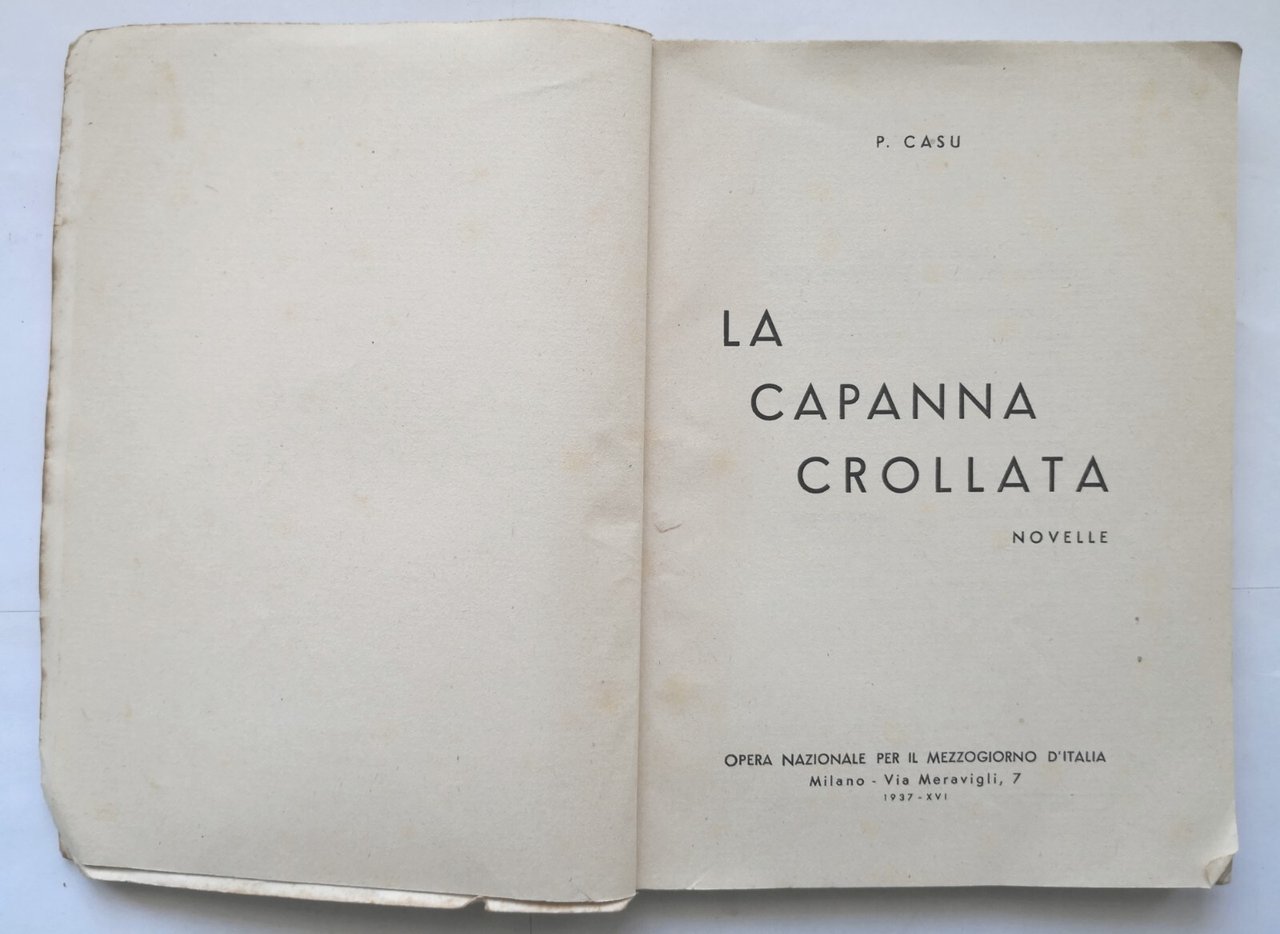 P. CASU
LA
CAPANNA
CROLLATA
NOVELLE
OPERA NAZIONALE PER IL MEZZOGIORNO D'ITALIA
Milano - Via Meravigli, 7
1937-XVI